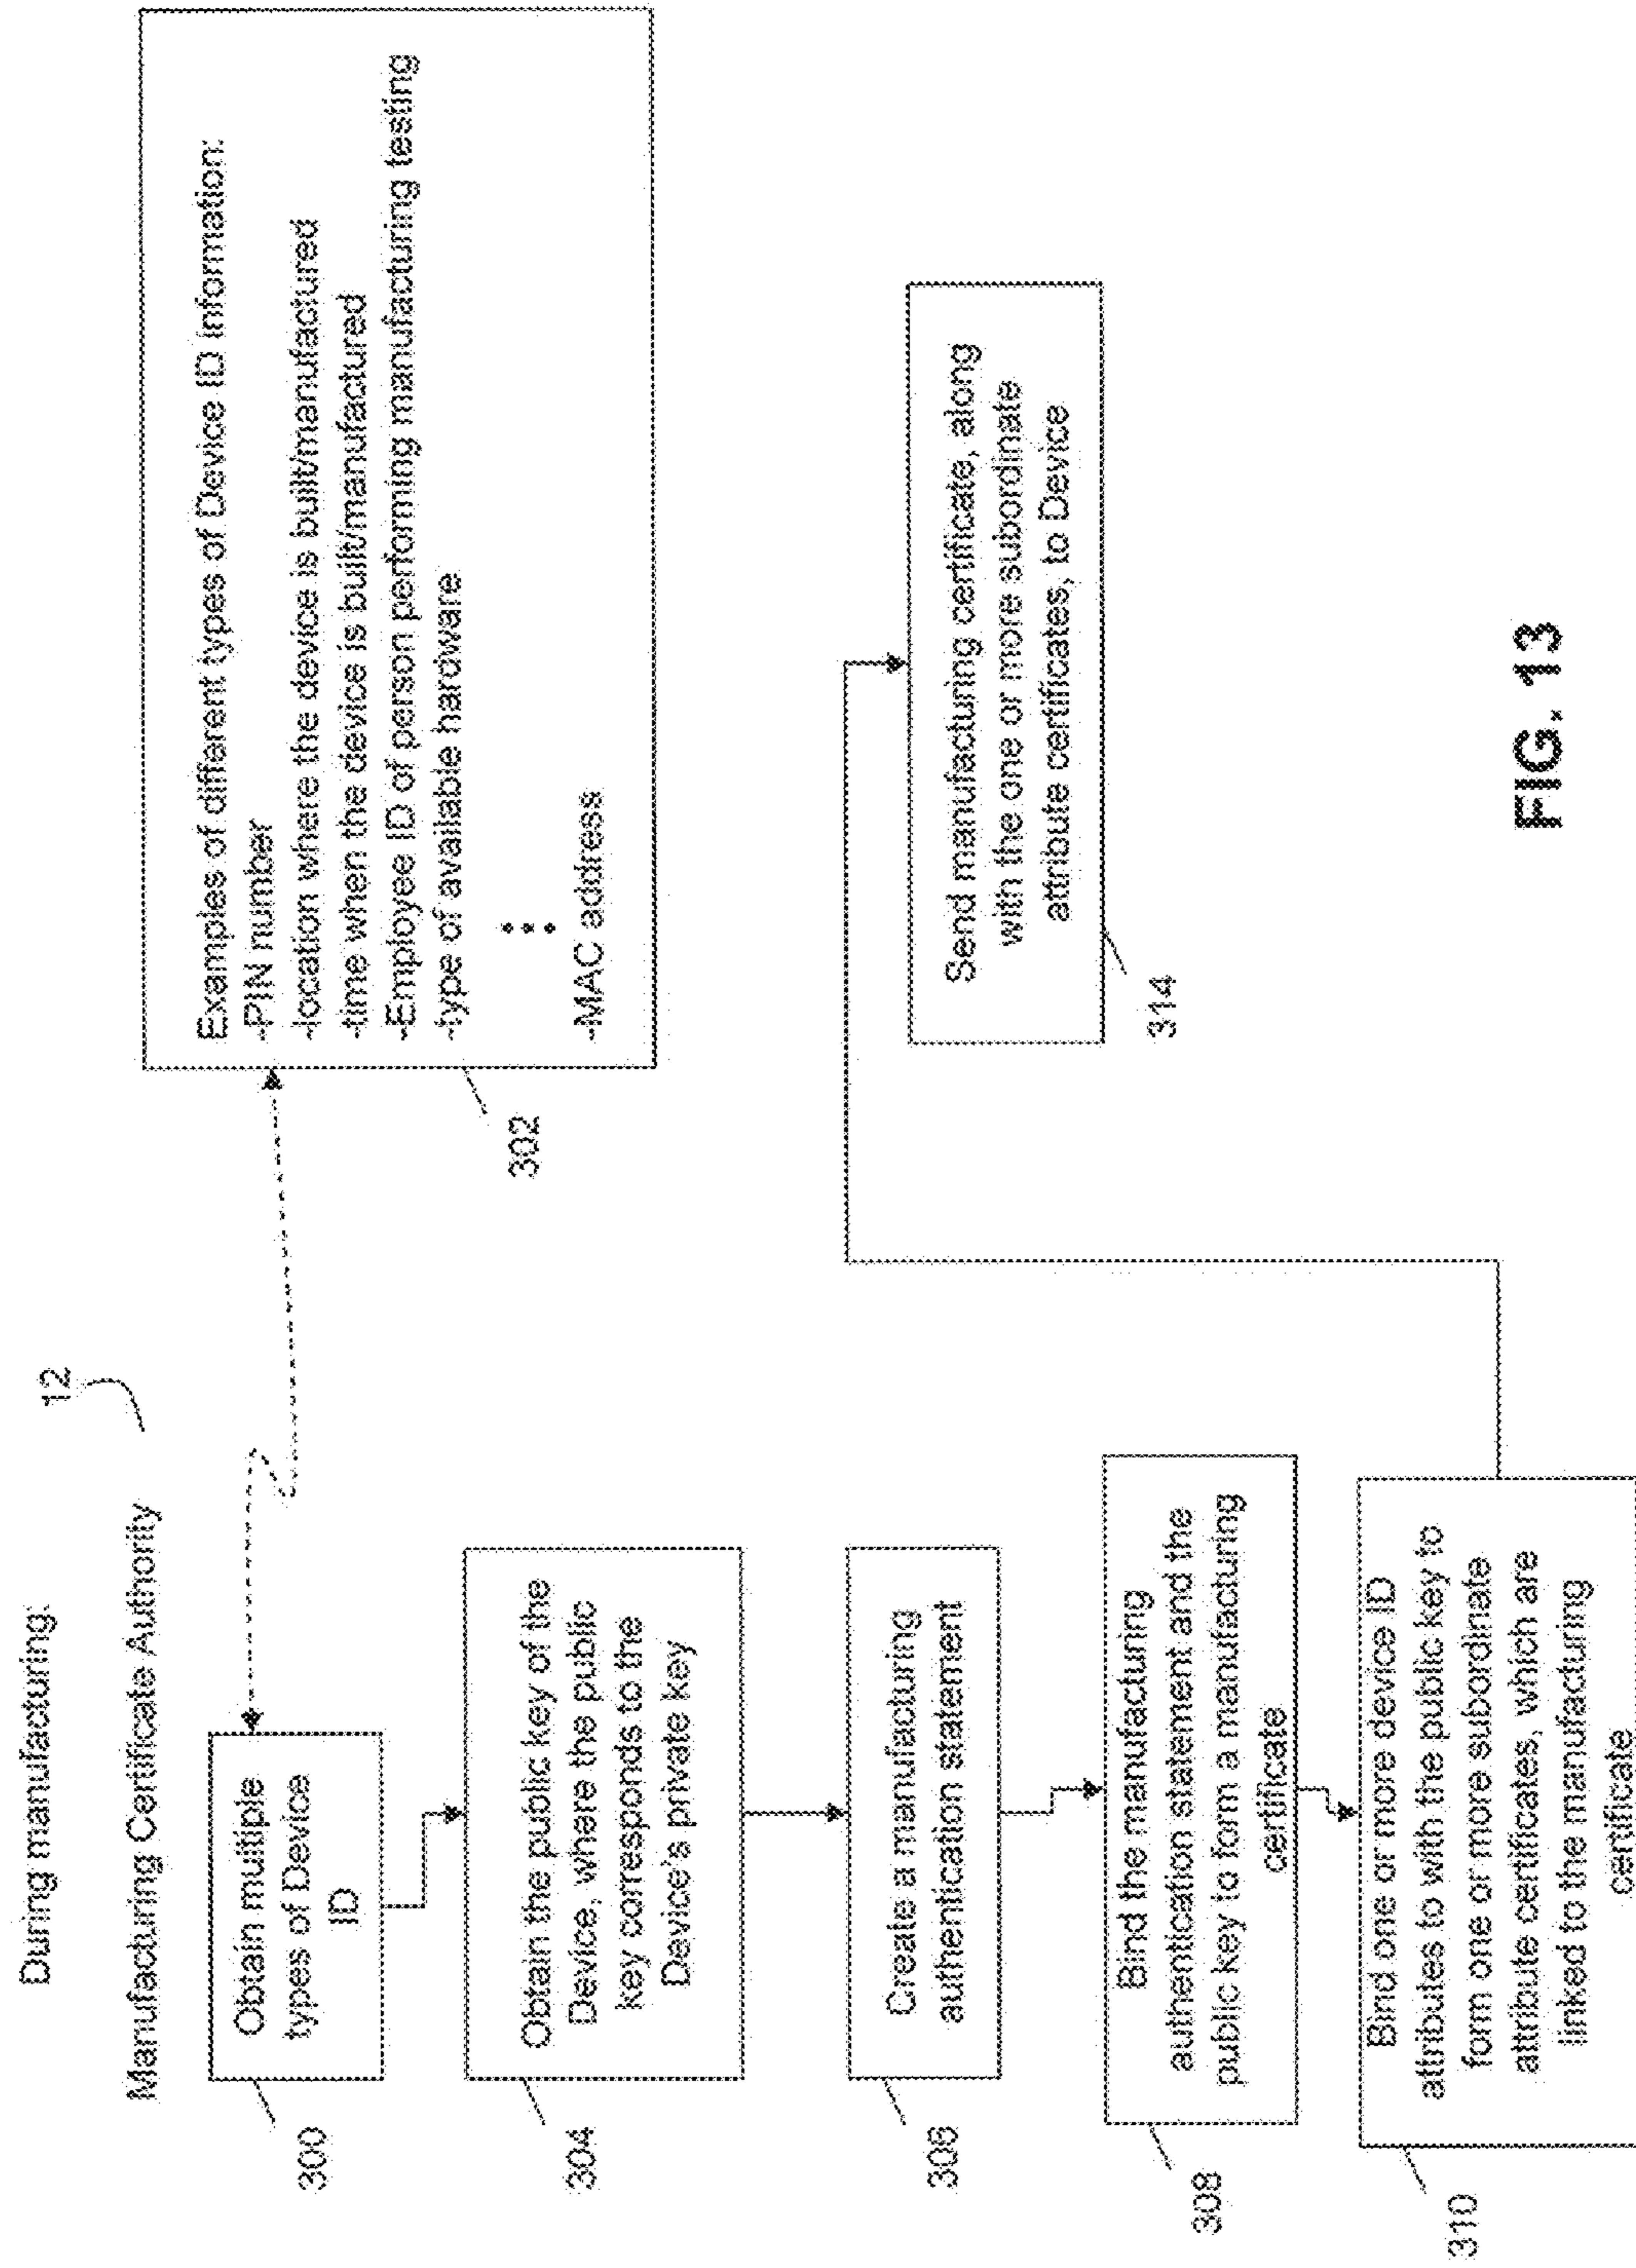 During manufacturing:
Manufacturing Certificate Authority
12
Obtain multiple
types of Device
ID
300
Examples of different types of Device ID information:
-PIN number
-location where the device is built/manufactured
-time when the device is built/manufactured
-Employee ID of person performing manufacturing testing
-type of available hardware
-MAC address
302
Obtain the public key of the
Device, where the public
key corresponds to the
Device's private key
304
Create a manufacturing
authentication statement
306
Bind the manufacturing
authentication statement and the
public key to form a manufacturing
certificate
308
Bind one or more device ID
attributes to with the public key to
form one or more subordinate
attribute certificates, which are
linked to the manufacturing
certificate
310
Send manufacturing certificate, along
with the one or more subordinate
attribute certificates, to Device
314
FIG. 13